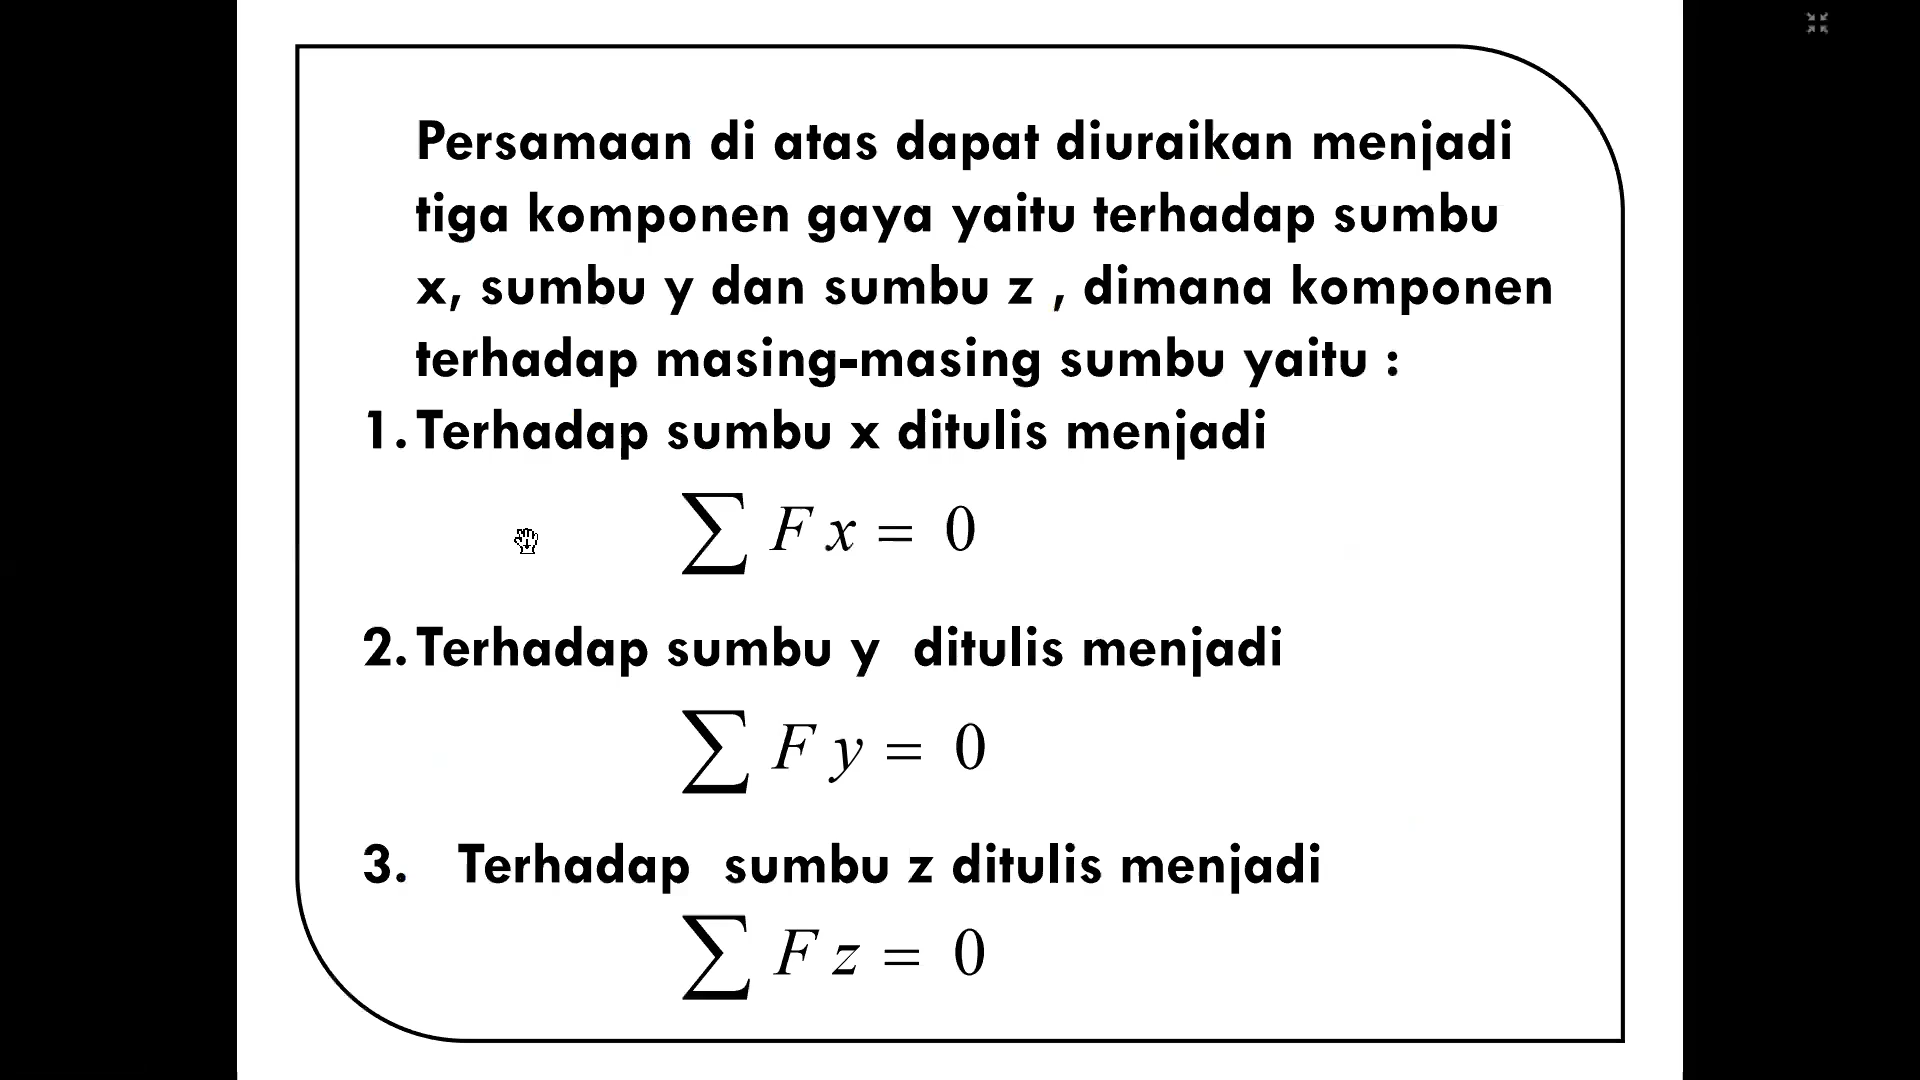 Persamaan di atas dapat diuraikan menjadi
tiga komponen gaya yaitu terhadap sumbu
x, sumbu y dan sumbu z , dimana komponen
terhadap masing-masing sumbu yaitu :
1. Terhadap sumbu x ditulis menjadi
∑ F x = 0
2. Terhadap sumbu y ditulis menjadi
∑ F y = 0
3. Terhadap sumbu z ditulis menjadi
∑ F z = 0